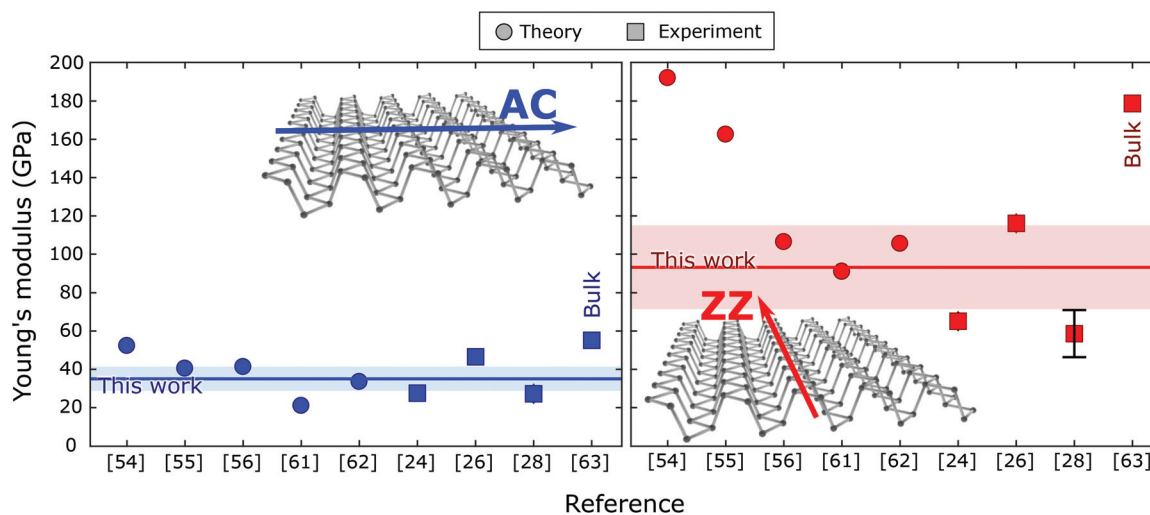 Theory Experiment
Young's modulus (GPa)
200
180
160
140
120
100
80
60
40
20
0
AC
This work
Bulk
[54] [55] [56] [61] [62] [24] [26] [28] [63]
ZZ
This work
Bulk
[54] [55] [56] [61] [62] [24] [26] [28] [63]
Reference